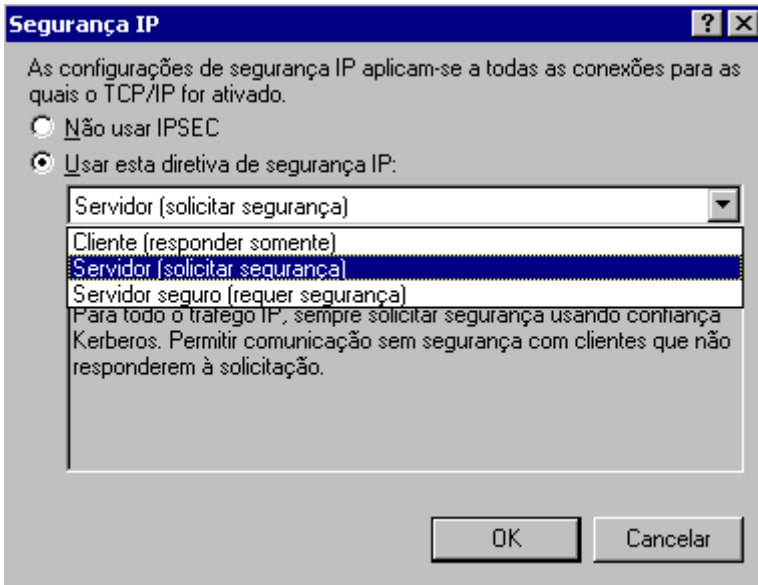 Segurança IP
As configurações de segurança IP aplicam-se a todas as conexões para as
quais o TCP/IP for ativado.
Não usar IPSEC
Usar esta diretiva de segurança IP:
Servidor (solicitar segurança)
Cliente (responder somente)
Servidor (solicitar segurança)
Servidor seguro (requer segurança)
Para todo o tráfego IP, sempre solicitar segurança usando confiança
Kerberos. Permitir comunicação sem segurança com clientes que não
responderem à solicitação.
OK
Cancelar